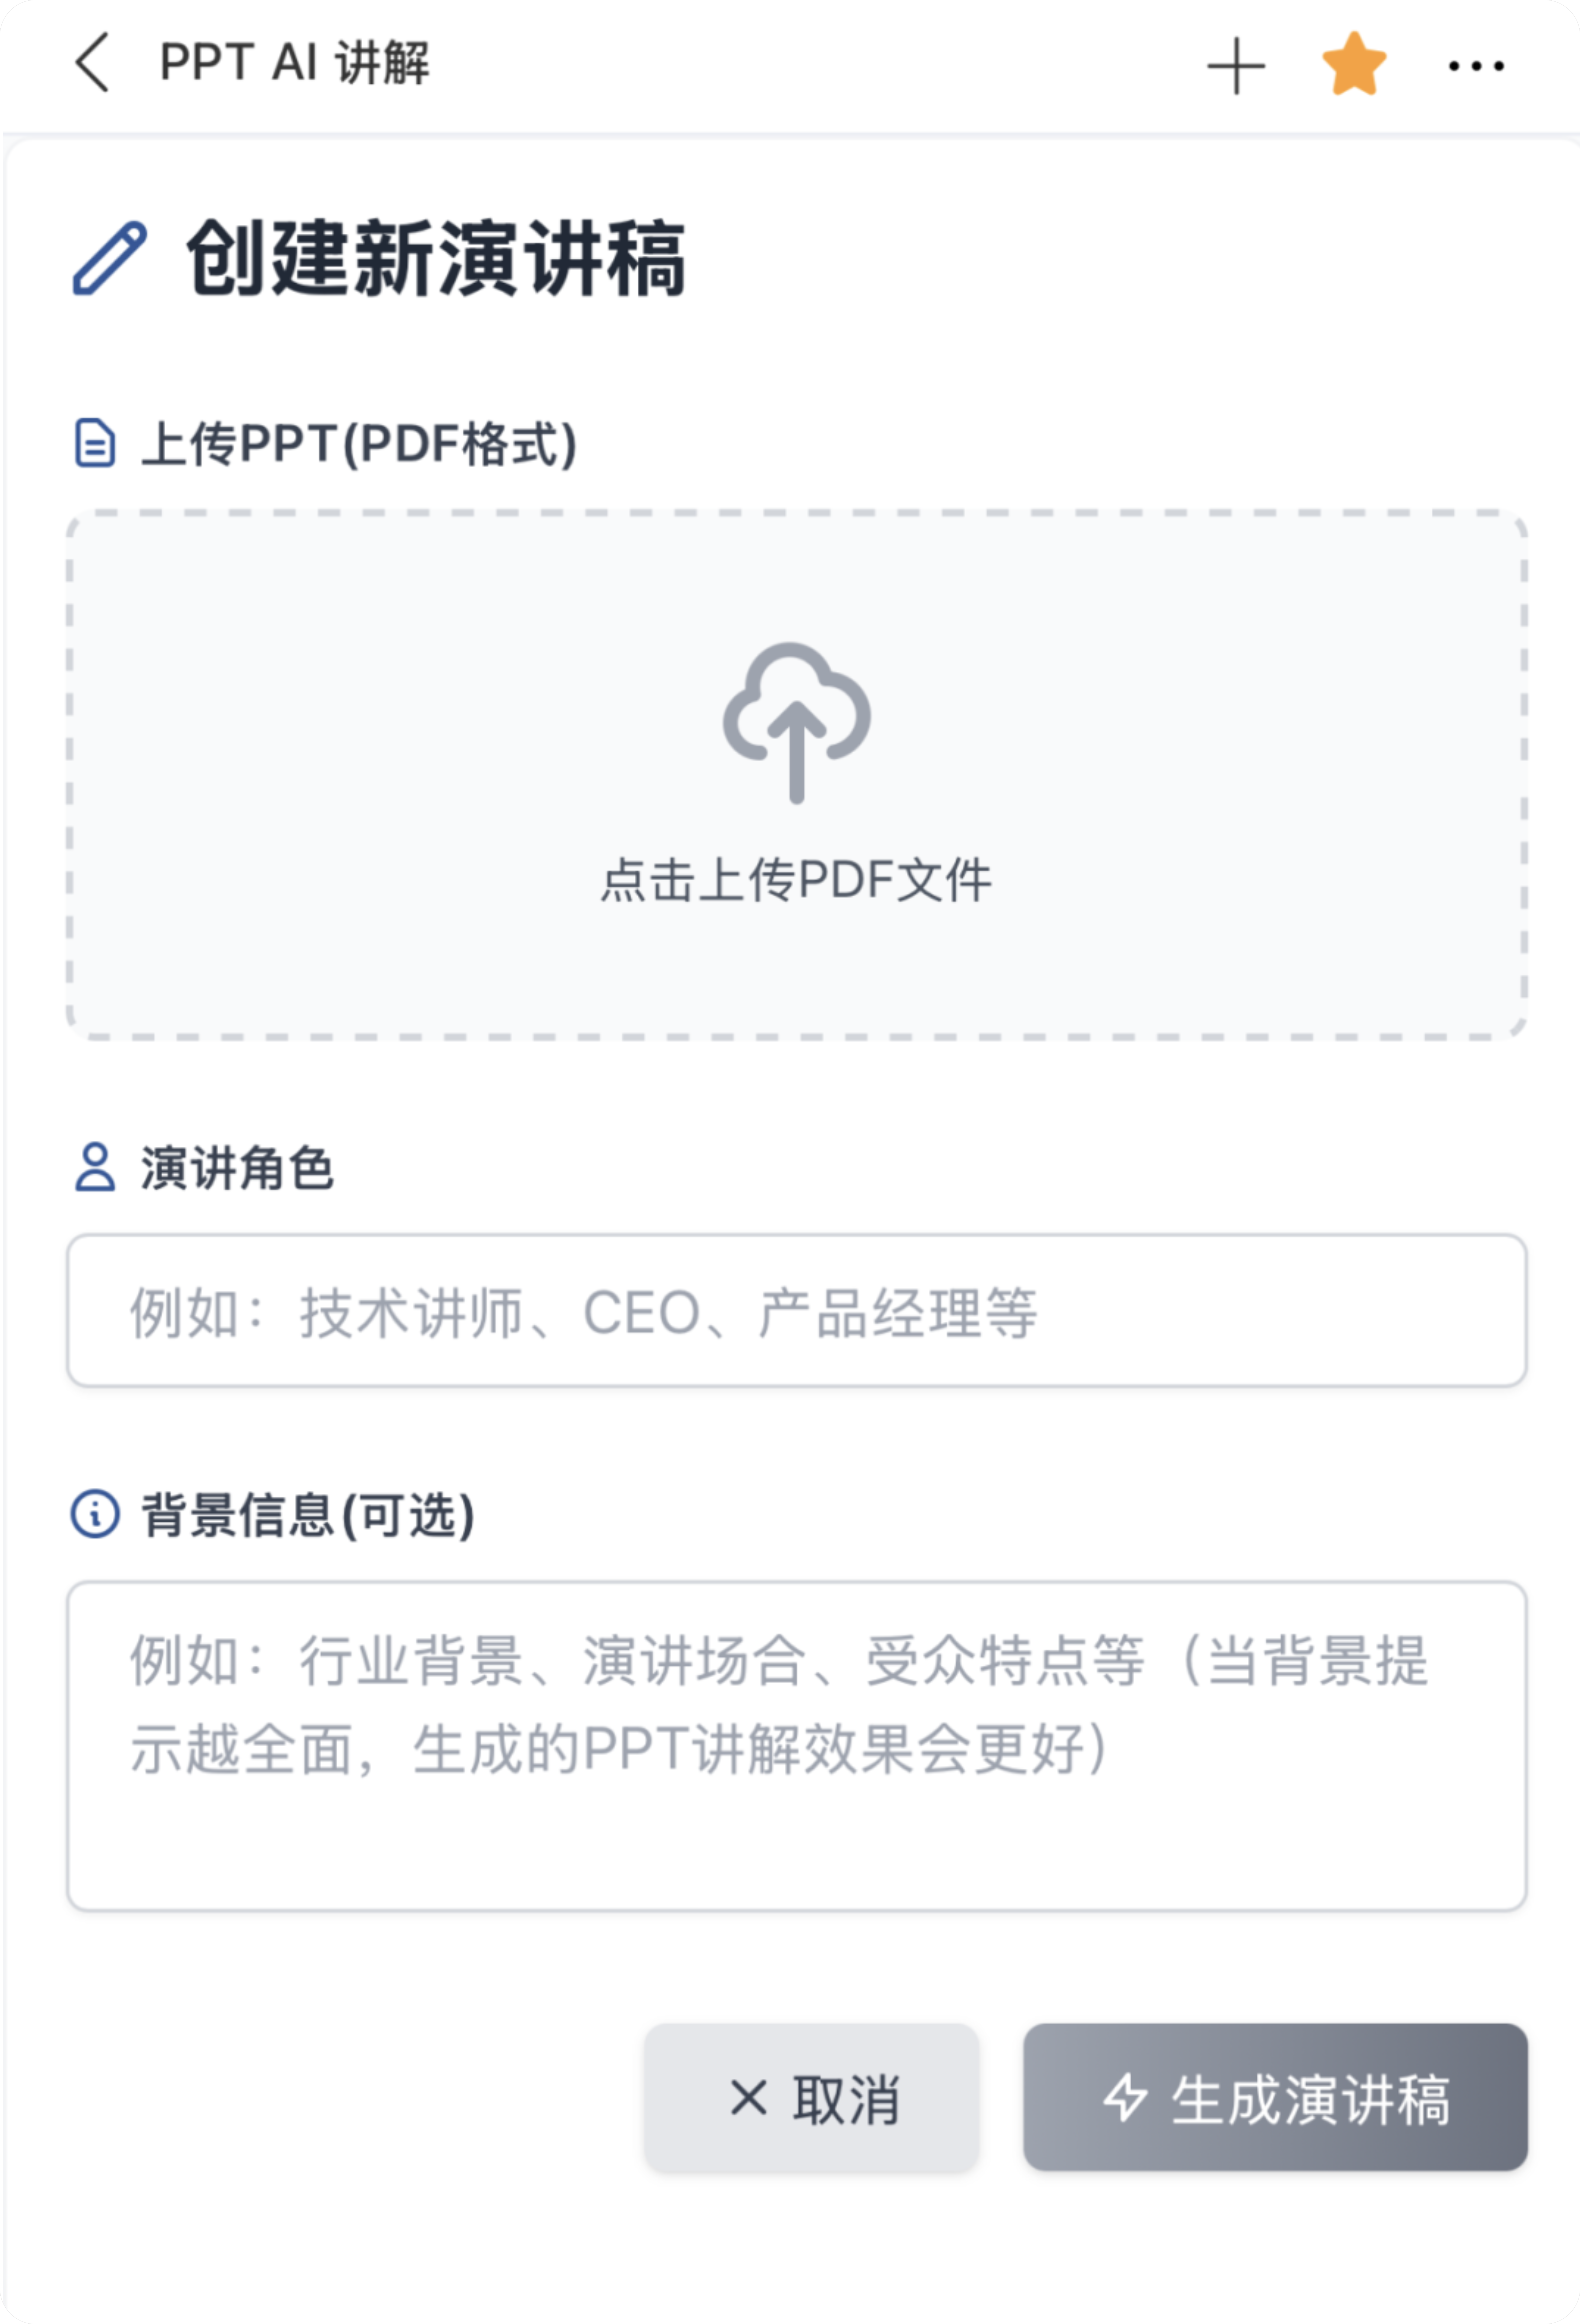 PPT AI 讲解
创建新演讲稿
上传PPT(PDF格式)
点击上传PDF文件
演讲角色
例如：技术讲师、CEO、产品经理等
背景信息(可选)
例如：行业背景、演讲场合、受众特点等（当背景提
示越全面，生成的PPT讲解效果会更好）
取消
生成演讲稿